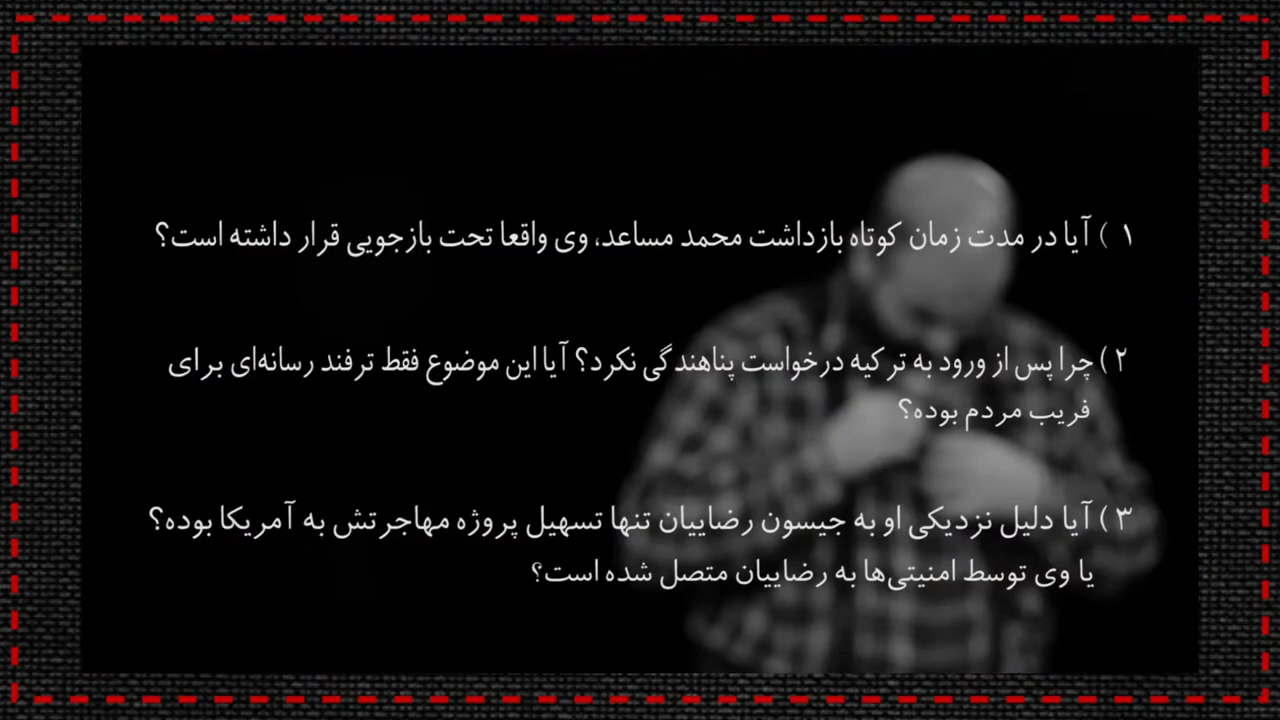 ۱ ) آیا در مدت زمان کوتاه بازداشت محمد مساعد، وی واقعا تحت بازجویی قرار داشته است؟
۲ ) چرا پس از ورود به ترکیه درخواست پناهندگی نکرد؟ آیا این موضوع فقط ترفند رسانه‌ای برای
فریب مردم بوده؟
۳ ) آیا دلیل نزدیکی او به جیسون رضاییان تنها تسهیل پروژه مهاجرتش به آمریکا بوده؟
یا وی توسط امنیتی‌ها به رضاییان متصل شده است؟